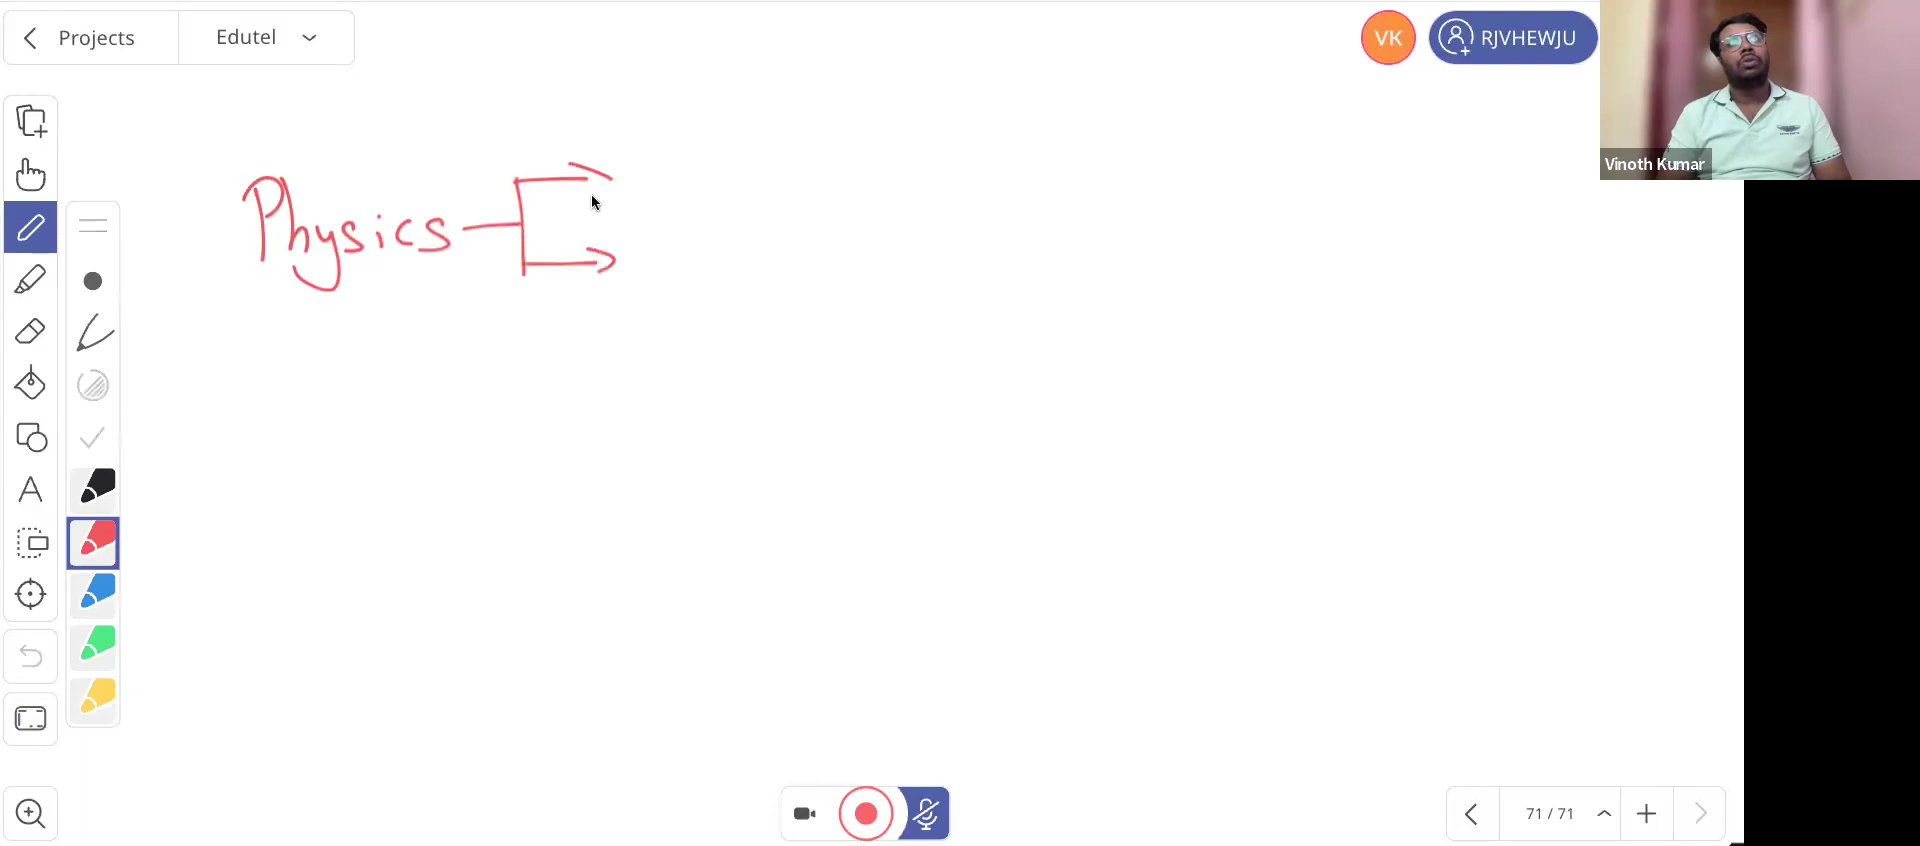 Projects
Edutel
VK
RJVHEWJU
Vinoth Kumar
Physics
A
71 / 71